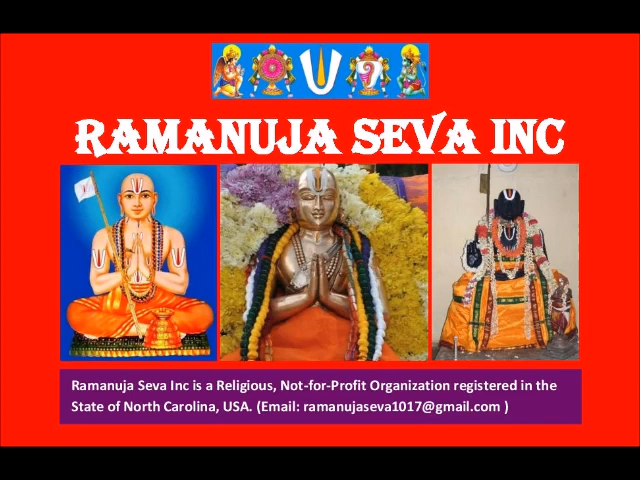 RAMANUJA SEVA INC
Ramanuja Seva Inc is a Religious, Not-for-Profit Organization registered in the
State of North Carolina, USA. (Email: ramanujaseva1017@gmail.com )